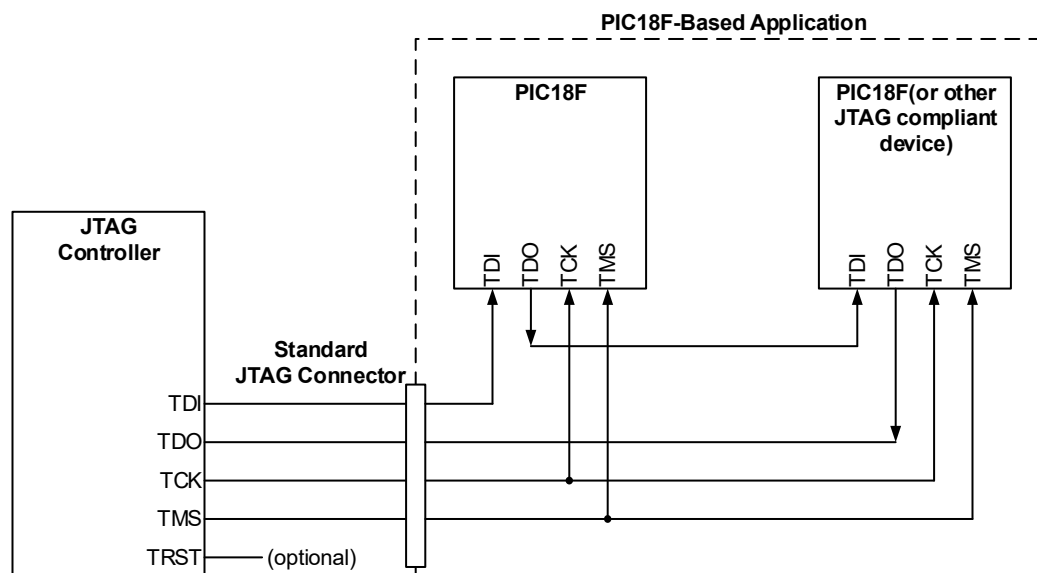 PIC18F-Based Application
PIC18F
PIC18F(or other
JTAG compliant
device)
TDI
TDO
TCK
TMS
TDI
TDO
TCK
TMS
JTAG
Controller
Standard
JTAG Connector
TDI
TDO
TCK
TMS
TRST
(optional)